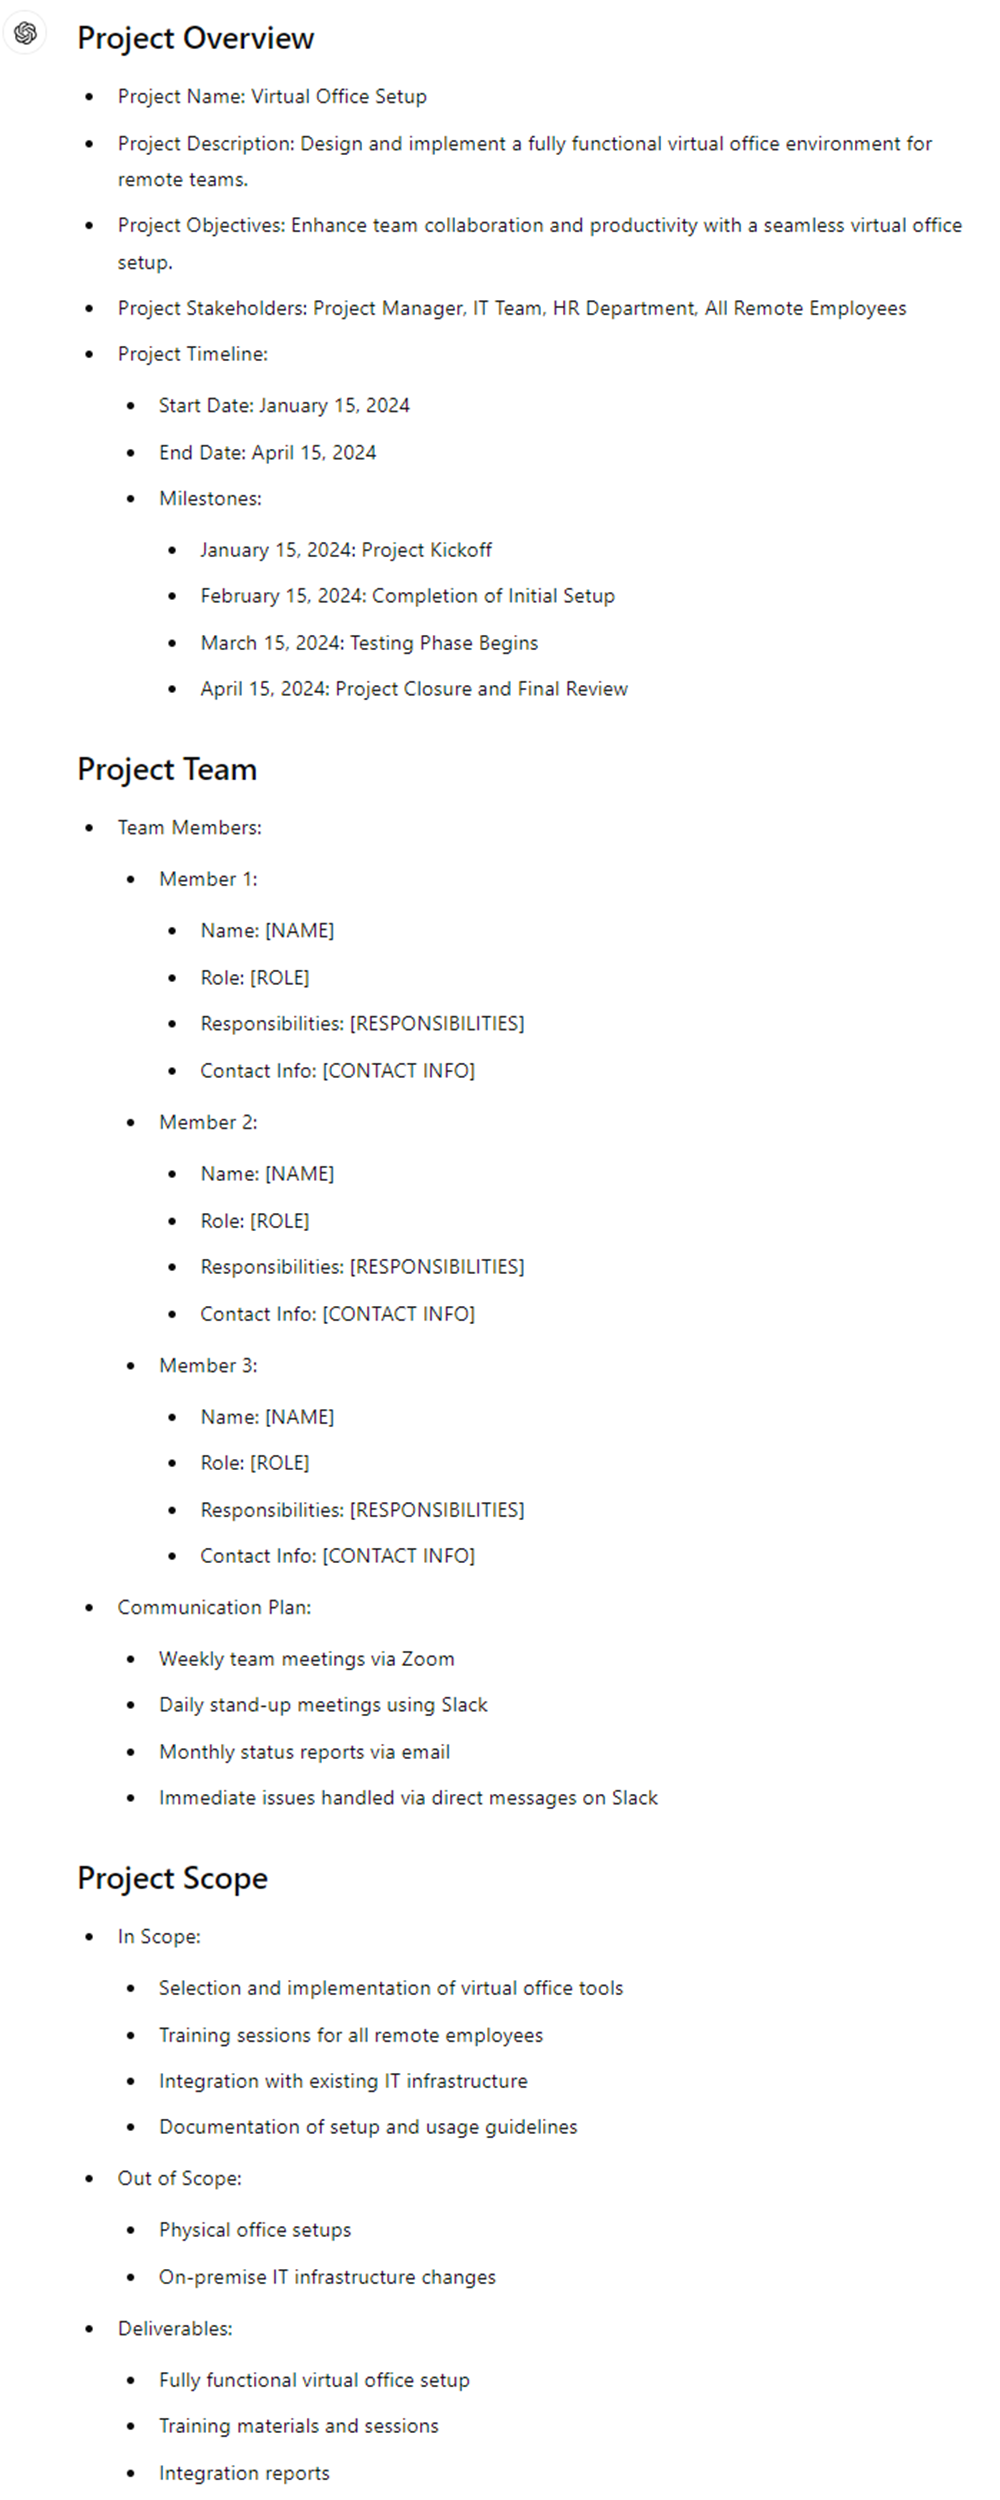 Project Overview
Project Name: Virtual Office Setup
Project Description: Design and implement a fully functional virtual office environment for
remote teams.
Project Objectives: Enhance team collaboration and productivity with a seamless virtual office
setup.
Project Stakeholders: Project Manager, IT Team, HR Department, All Remote Employees
Project Timeline:
Start Date: January 15, 2024
End Date: April 15, 2024
Milestones:
January 15, 2024: Project Kickoff
February 15, 2024: Completion of Initial Setup
March 15, 2024: Testing Phase Begins
April 15, 2024: Project Closure and Final Review
Project Team
Team Members:
Member 1:
Name: [NAME]
Role: [ROLE]
Responsibilities: [RESPONSIBILITIES]
Contact Info: [CONTACT INFO]
Member 2:
Name: [NAME]
Role: [ROLE]
Responsibilities: [RESPONSIBILITIES]
Contact Info: [CONTACT INFO]
Member 3:
Name: [NAME]
Role: [ROLE]
Responsibilities: [RESPONSIBILITIES]
Contact Info: [CONTACT INFO]
Communication Plan:
Weekly team meetings via Zoom
Daily stand-up meetings using Slack
Monthly status reports via email
Immediate issues handled via direct messages on Slack
Project Scope
In Scope:
Selection and implementation of virtual office tools
Training sessions for all remote employees
Integration with existing IT infrastructure
Documentation of setup and usage guidelines
Out of Scope:
Physical office setups
On-premise IT infrastructure changes
Deliverables:
Fully functional virtual office setup
Training materials and sessions
Integration reports